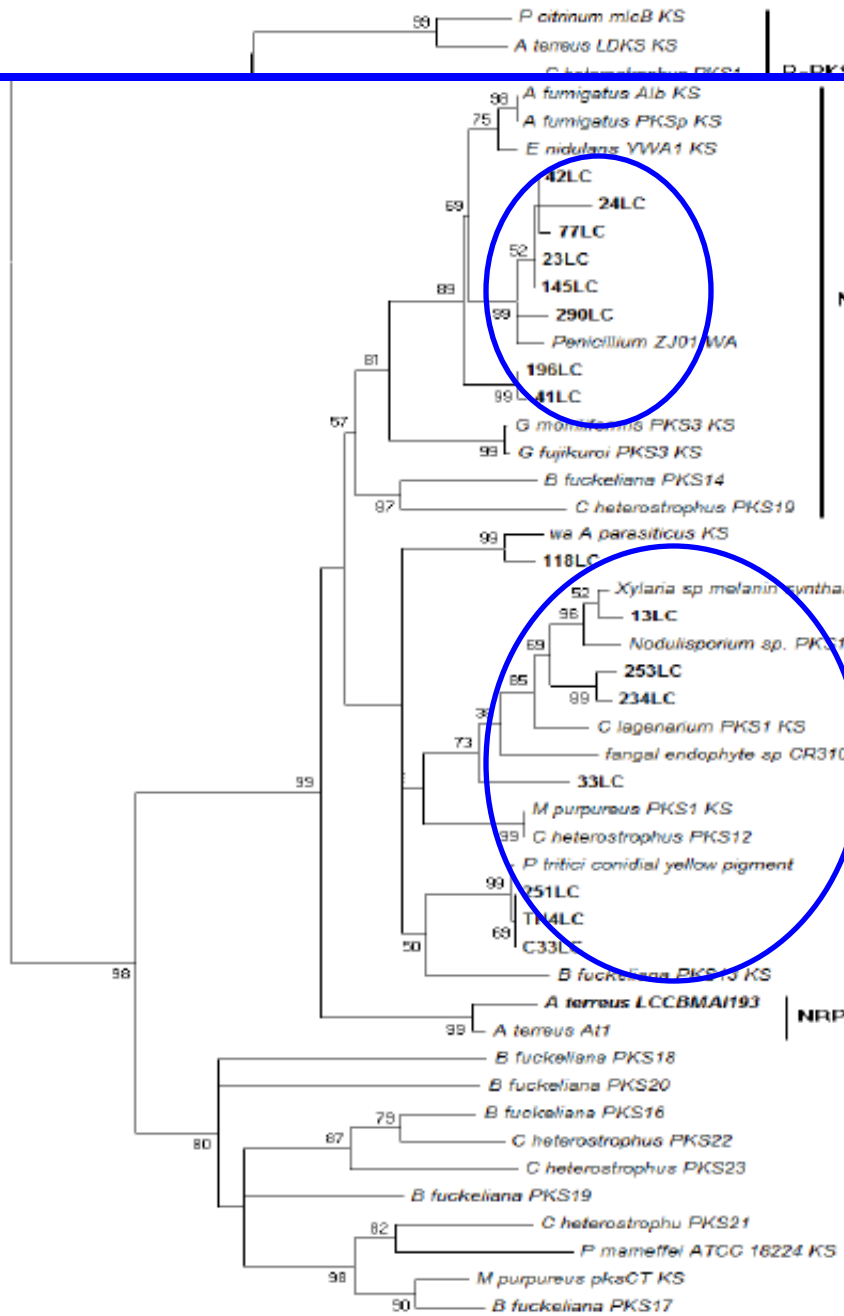 99
P citrinum mlcB KS
A terreus LDKS KS
98
A fumigatus Alb KS
A fumigatus PKSp KS
75
E nidulans YWA1 KS
42LC
69
24LC
77LC
52
23LC
145LC
89
99
290LC
Penicillium ZJ01 WA
81
196LC
99
41LC
57
G moniliformis PKS3 KS
99
G fujikuroi PKS3 KS
B fuckeliana PKS14
97
C heterostrophus PKS19
99
wa A parasiticus KS
118LC
52
Xylaria sp melanin syntha
96
13LC
69
Nodulisporium sp. PKS1
85
253LC
99
234LC
C lagenarium PKS1 KS
73
fangal endophyte sp CR310
99
33LC
M purpureus PKS1 KS
99
C heterostrophus PKS12
P tritici conidial yellow pigment
99
251LC
TN4LC
69
C33LC
50
B fuckeliana PKS15 KS
98
A terreus LCCBMAI193
NRP
99
A terreus At1
B fuckeliana PKS18
B fuckeliana PKS20
79
B fuckeliana PKS16
80
87
C heterostrophus PKS22
C heterostrophus PKS23
B fuckeliana PKS19
82
C heterostrophu PKS21
P marneffei ATCC 18224 KS
98
M purpureus pksCT KS
90
B fuckeliana PKS17